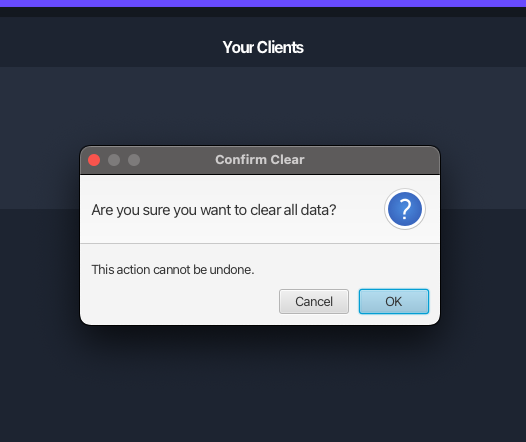 Your Clients
Confirm Clear
Are you sure you want to clear all data?
?
This action cannot be undone.
Cancel
OK